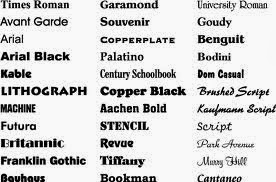 Times Roman Garamond University Roman
Avant Garde Souvenir Goudy
Arial COPPERPLATE Benguit
Arial Black Palatino Bodini
Kable Century Schoolbook Dom Casual
LITHOGRAPH Copper Black Brushed Script
MACHINE Aachen Bold Kaufmann Script
Futura STENCIL Script
Britannic Revue Park Avenue
Franklin Gothic Tiffany Murry Hill
Bauhaus Bookman Cantaneo